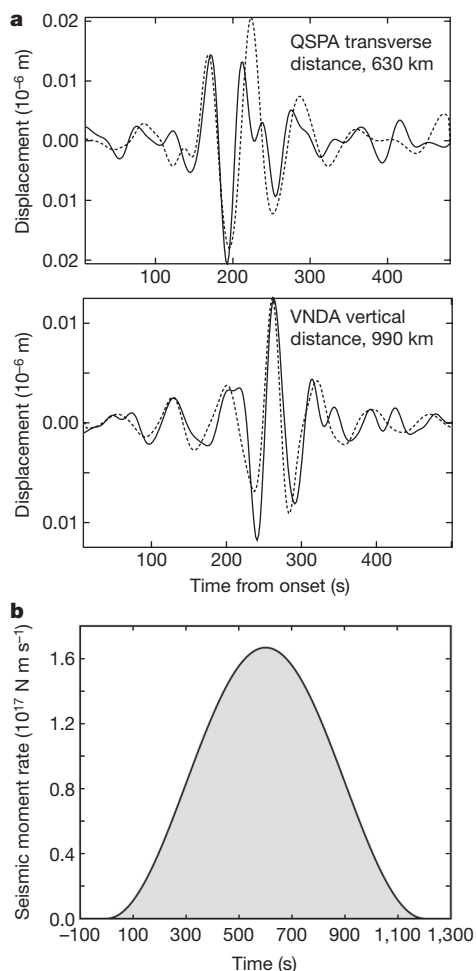 a
QSPA transverse
distance, 630 km
Displacement (10⁻⁶ m)
0.02
0.01
0.00
0.01
0.02
100 200 300 400
VNDA vertical
distance, 990 km
Displacement (10⁻⁶ m)
0.01
0.00
0.01
100 200 300 400
Time from onset (s)
b
Seismic moment rate (10¹⁷ N m s⁻¹)
1.6
1.2
0.8
0.4
0.0
–100 100 300 500 700 900 1,100 1,300
Time (s)